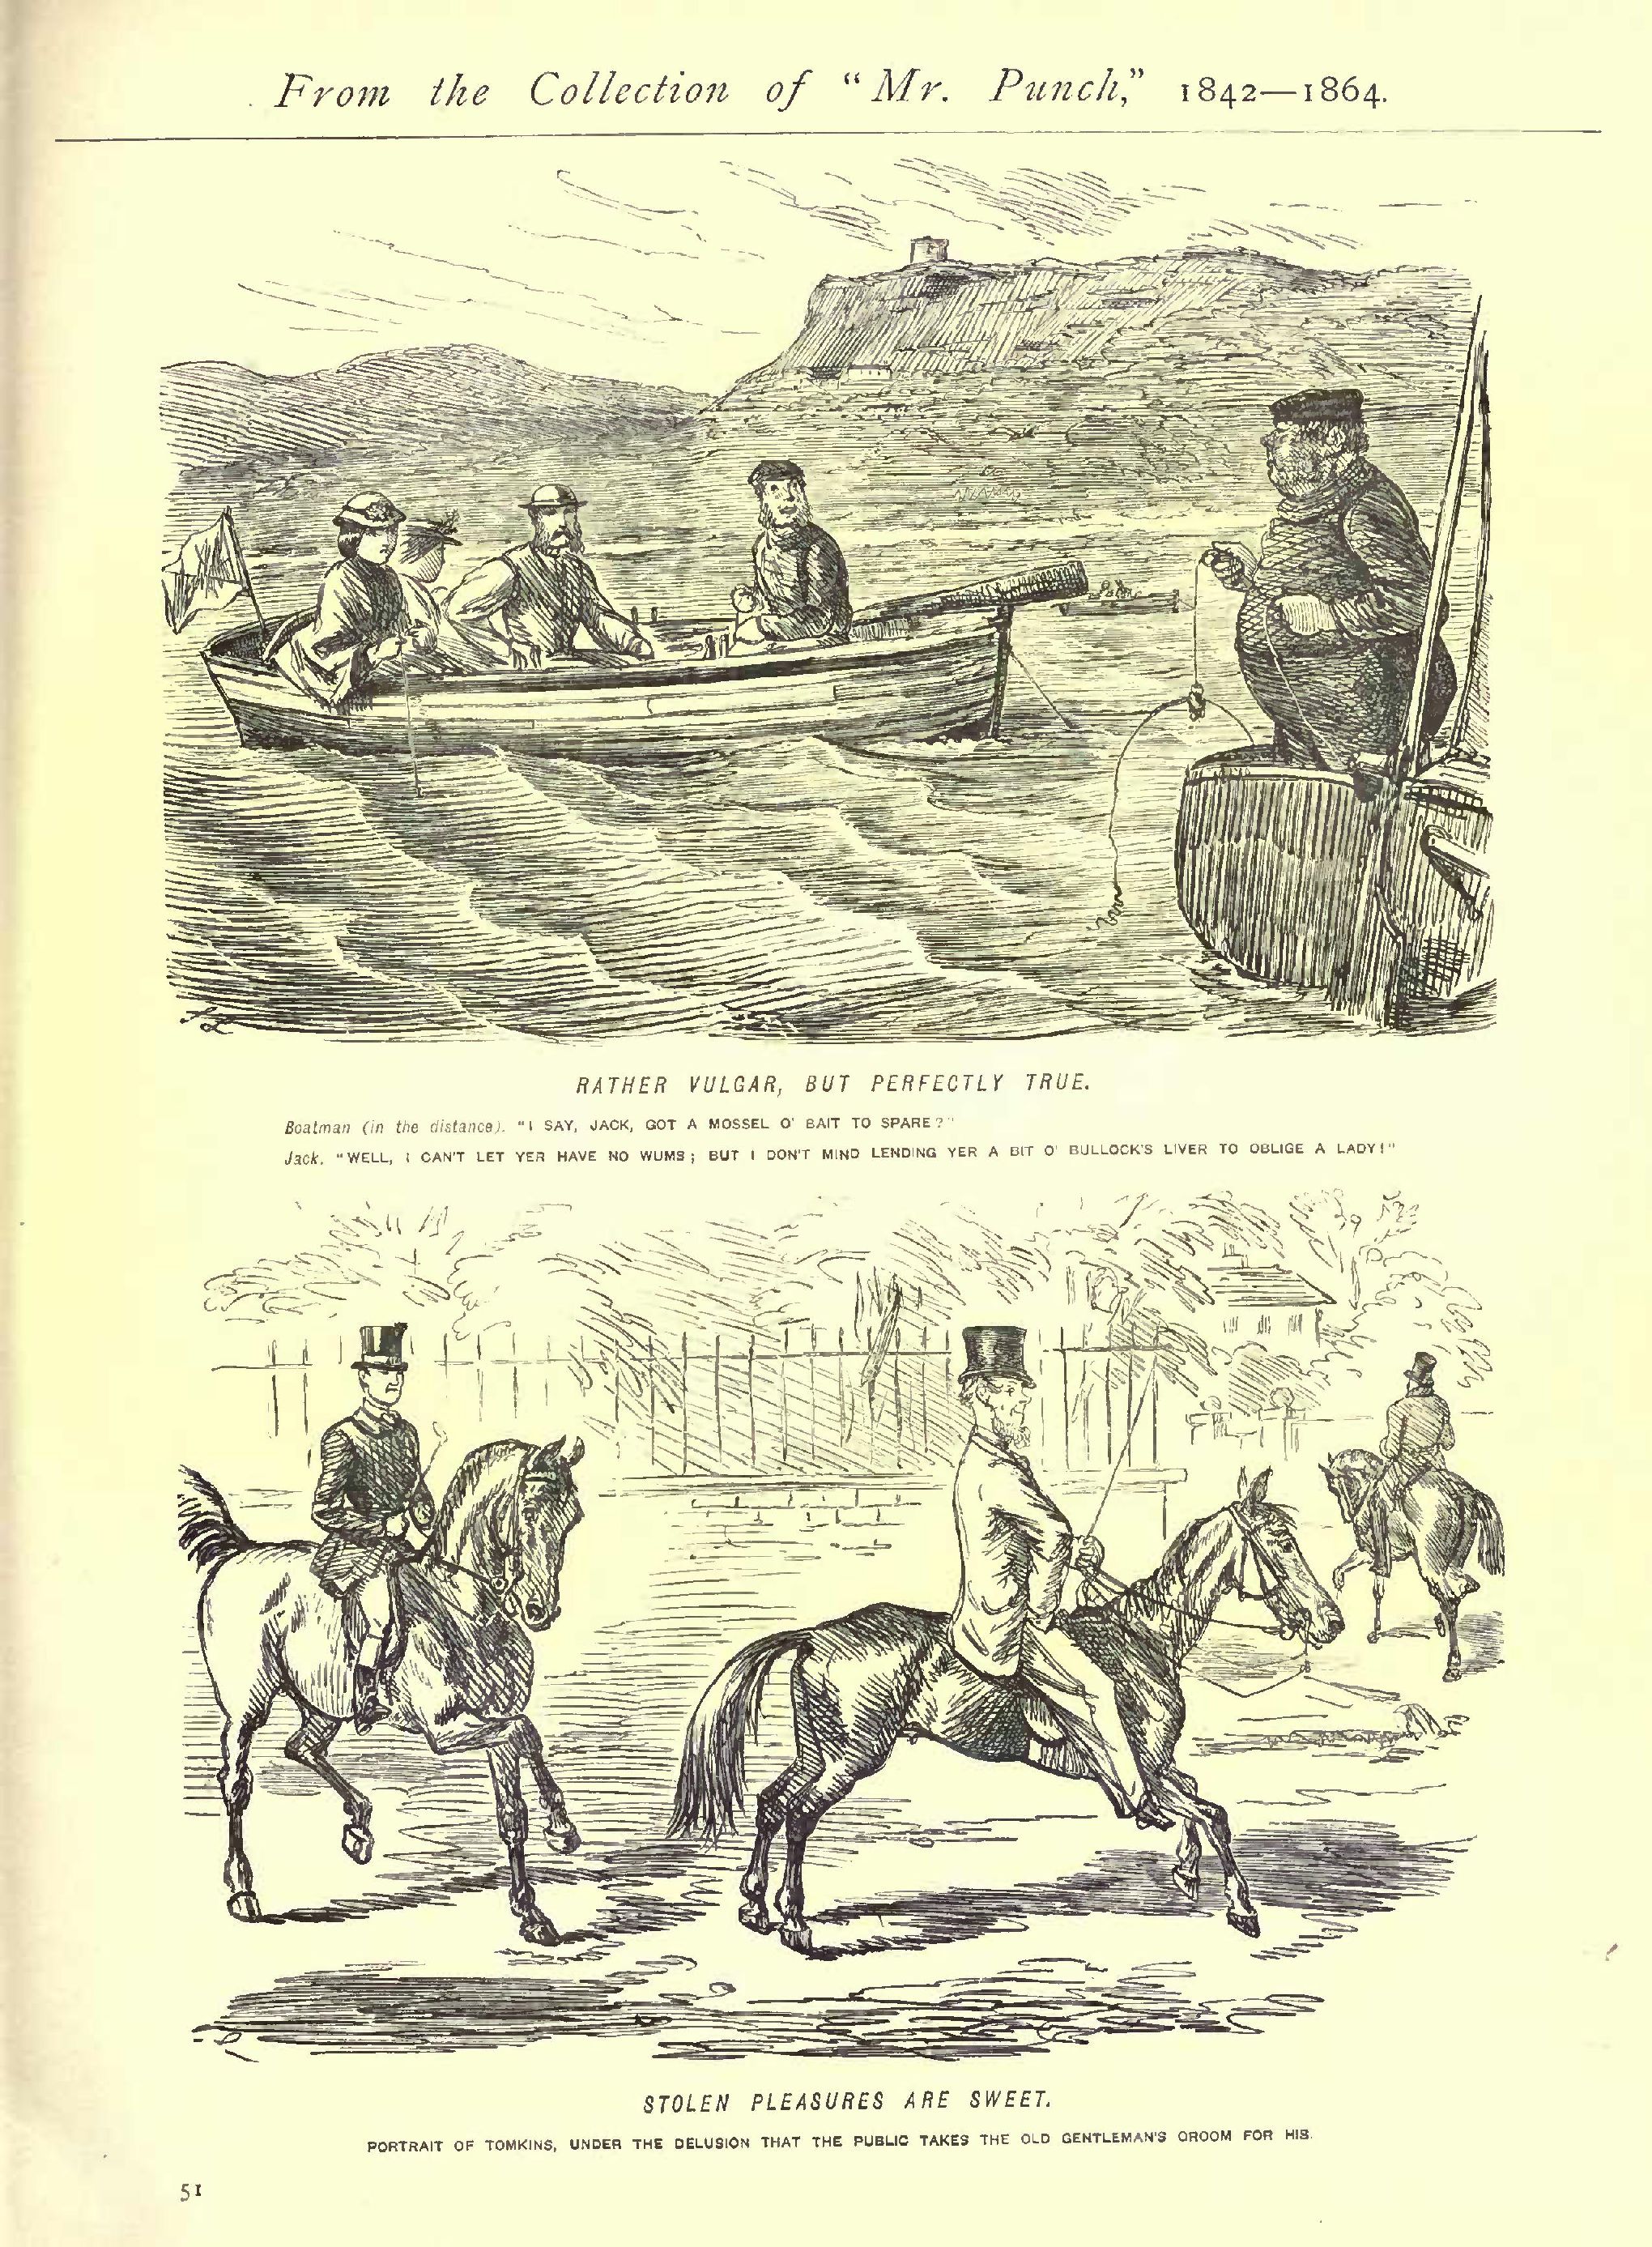 From the Collection of "Mr. Punch," 1842—1864.
RATHER VULGAR, BUT PERFECTLY TRUE.
Boatman (in the distance). "I SAY, JACK, GOT A MOSSEL O' BAIT TO SPARE?"
Jack. "WELL, I CAN'T LET YER HAVE NO WUMS; BUT I DON'T MIND LENDING YER A BIT O' BULLOCK'S LIVER TO OBLIGE A LADY!"
STOLEN PLEASURES ARE SWEET.
PORTRAIT OF TOMKINS, UNDER THE DELUSION THAT THE PUBLIC TAKES THE OLD GENTLEMAN'S GROOM FOR HIS.
51